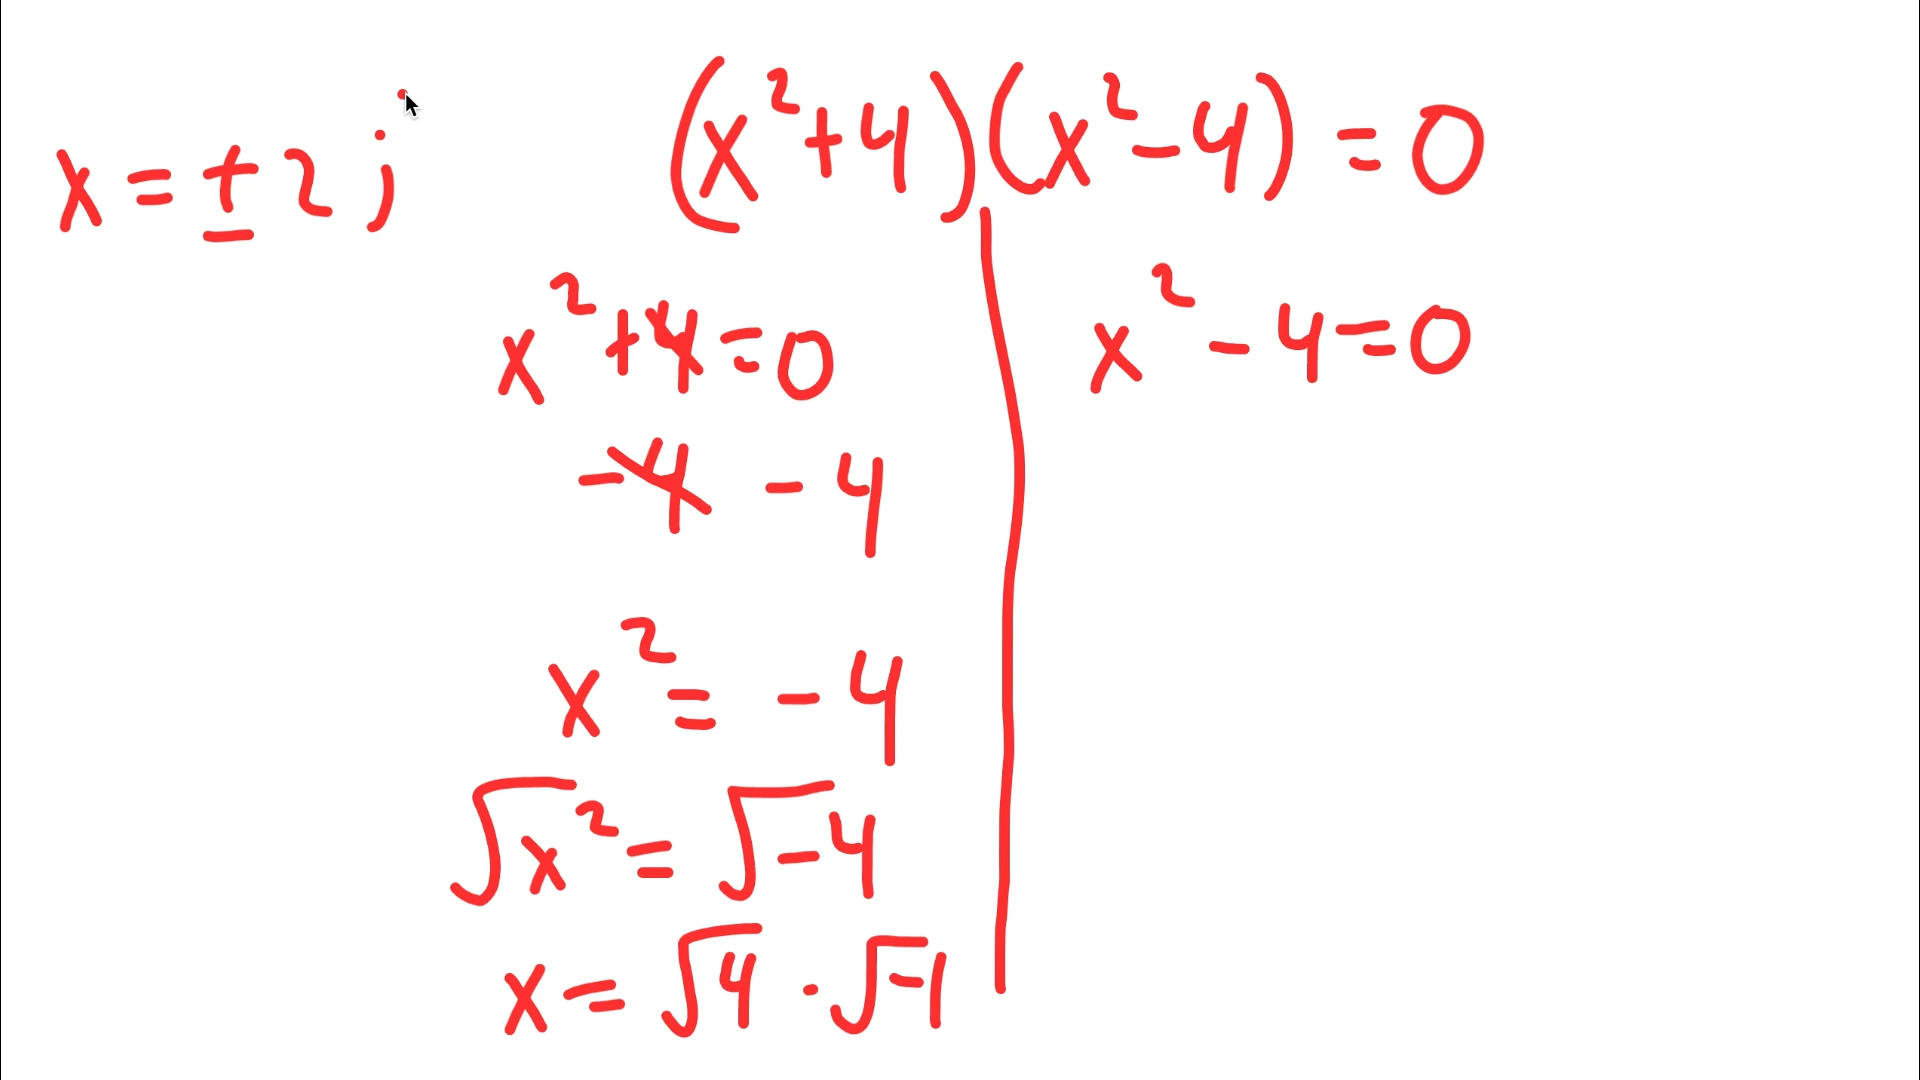 (x²+4)(x²-4) = 0
x = ± 2 i
x²+4=0
-4 -4
x² = -4
√x² = √-4
x = √4 · √-1
x² - 4 = 0